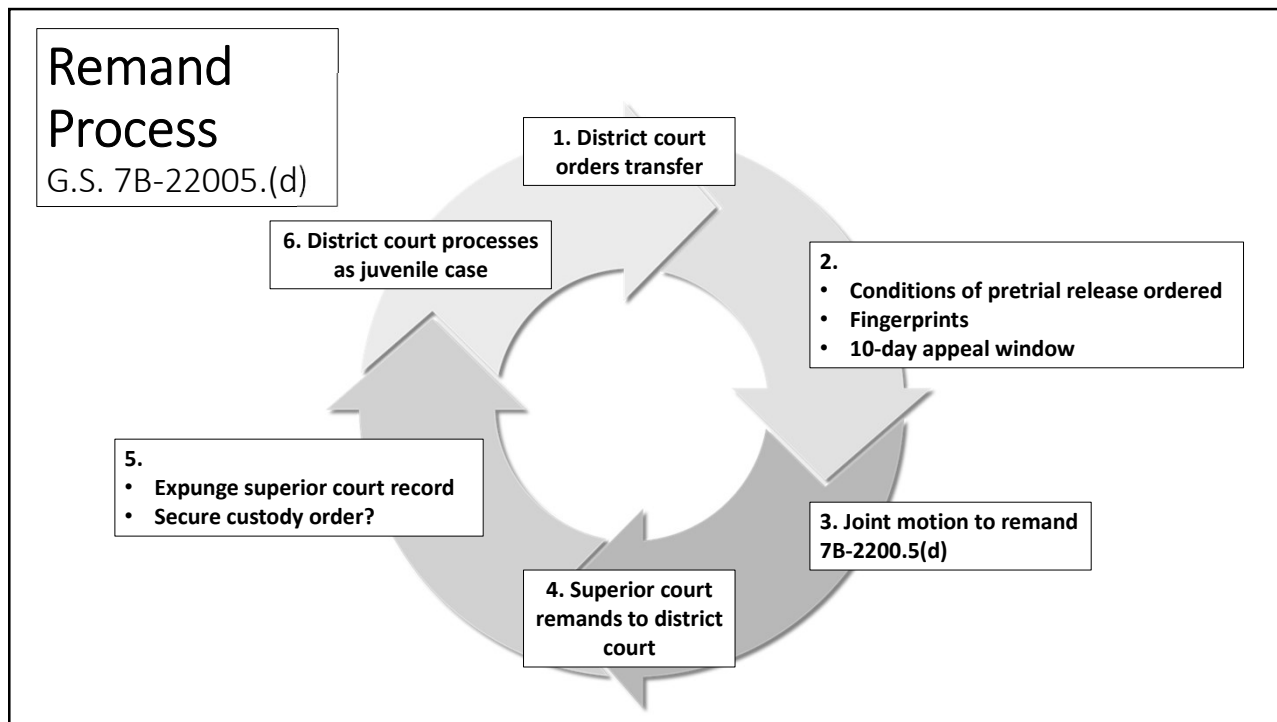 Remand
Process
G.S. 7B-22005.(d)
1. District court
orders transfer
2.
• Conditions of pretrial release ordered
• Fingerprints
• 10-day appeal window
3. Joint motion to remand
7B-2200.5(d)
4. Superior court
remands to district
court
5.
• Expunge superior court record
• Secure custody order?
6. District court processes
as juvenile case